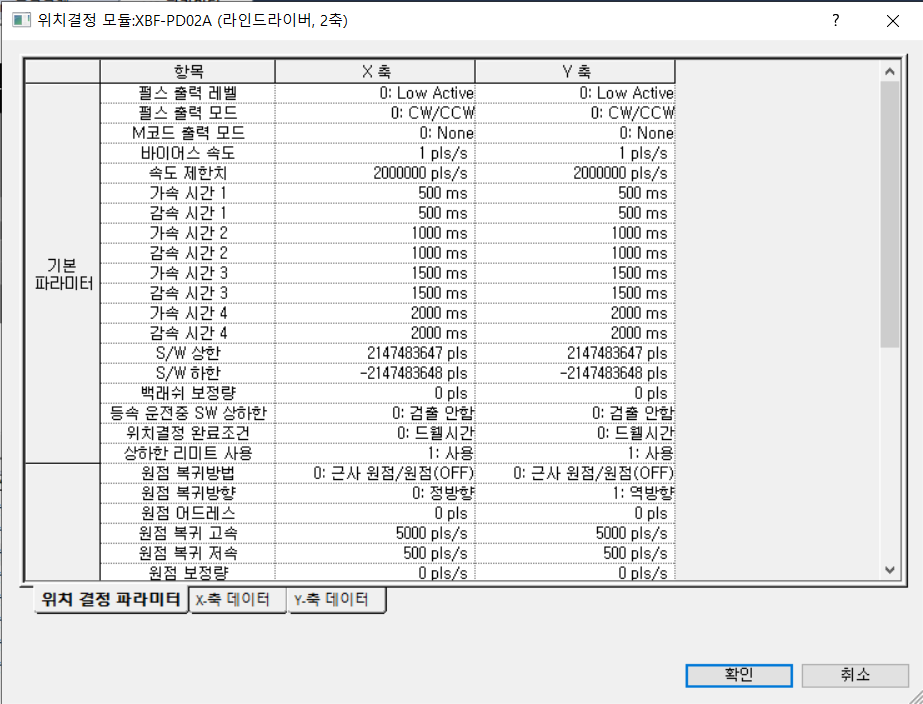 위치결정 모듈:XBF-PD02A (라인드라이버, 2축)
항목 X 축 Y 축
펄스 출력 레벨 0: Low Active 0: Low Active
펄스 출력 모드 0: CW/CCW 0: CW/CCW
M코드 출력 모드 0: None 0: None
바이어스 속도 1 pls/s 1 pls/s
속도 제한치 2000000 pls/s 2000000 pls/s
가속 시간 1 500 ms 500 ms
감속 시간 1 500 ms 500 ms
가속 시간 2 1000 ms 1000 ms
감속 시간 2 1000 ms 1000 ms
기본
파라미터
가속 시간 3 1500 ms 1500 ms
감속 시간 3 1500 ms 1500 ms
가속 시간 4 2000 ms 2000 ms
감속 시간 4 2000 ms 2000 ms
S/W 상한 2147483647 pls 2147483647 pls
S/W 하한 -2147483648 pls -2147483648 pls
백래쉬 보정량 0 pls 0 pls
등속 운전중 SW 상하한 0: 검출 안함 0: 검출 안함
위치결정 완료조건 0: 드웰시간 0: 드웰시간
상하한 리미트 사용 1: 사용 1: 사용
원점 복귀방법 0: 근사 원점/원점(OFF) 0: 근사 원점/원점(OFF)
원점 복귀방향 0: 정방향 1: 역방향
원점 어드레스 0 pls 0 pls
원점 복귀 고속 5000 pls/s 5000 pls/s
원점 복귀 저속 500 pls/s 500 pls/s
원점 보정량 0 pls/s 0 pls/s
위치 결정 파라미터 X-축 데이터 Y-축 데이터
확인 취소